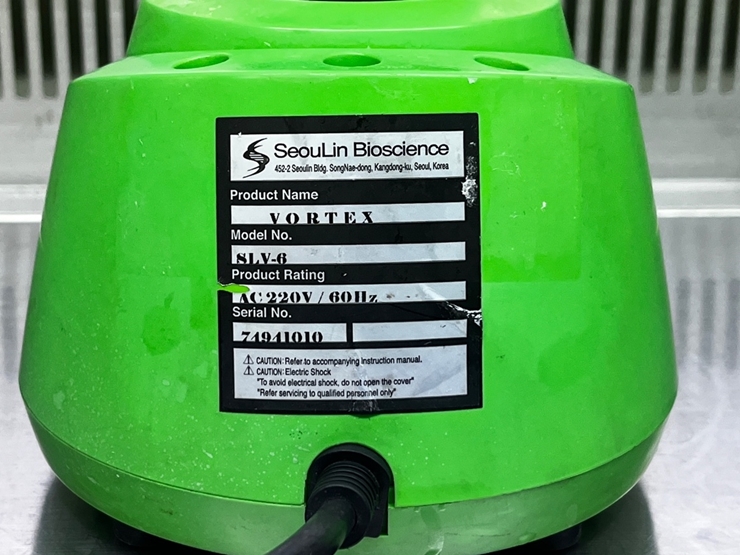 SeouLin Bioscience
452-2 Seoulin Bldg. SongNae-dong, Kangdong-ku, Seoul, Korea
Product Name
VORTEX
Model No.
SLV-6
Product Rating
AC 220V / 60Hz
Serial No.
74941010
CAUTION: Refer to accompanying Instruction manual.
CAUTION: Electric Shock
"To avoid electrical shock, do not open the cover"
"Refer servicing to qualified personnel only"